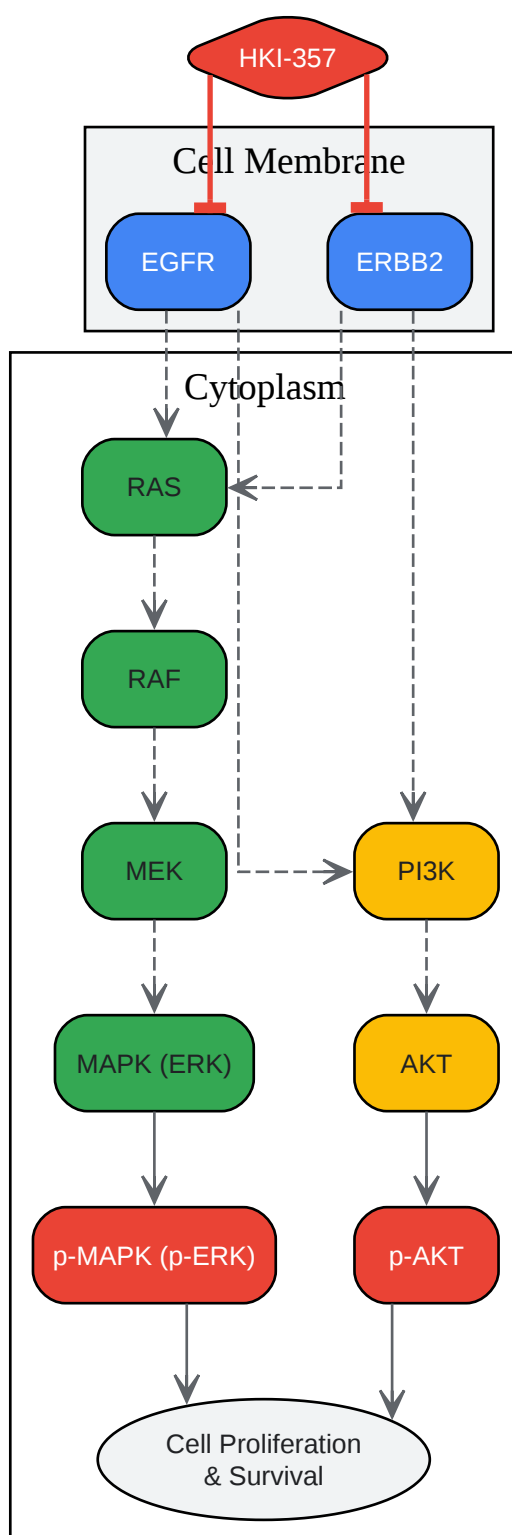 HKI-357
Cell Membrane
EGFR
ERBB2
Cytoplasm
RAS
RAF
MEK
PI3K
MAPK (ERK)
AKT
p-MAPK (p-ERK)
p-AKT
Cell Proliferation
& Survival